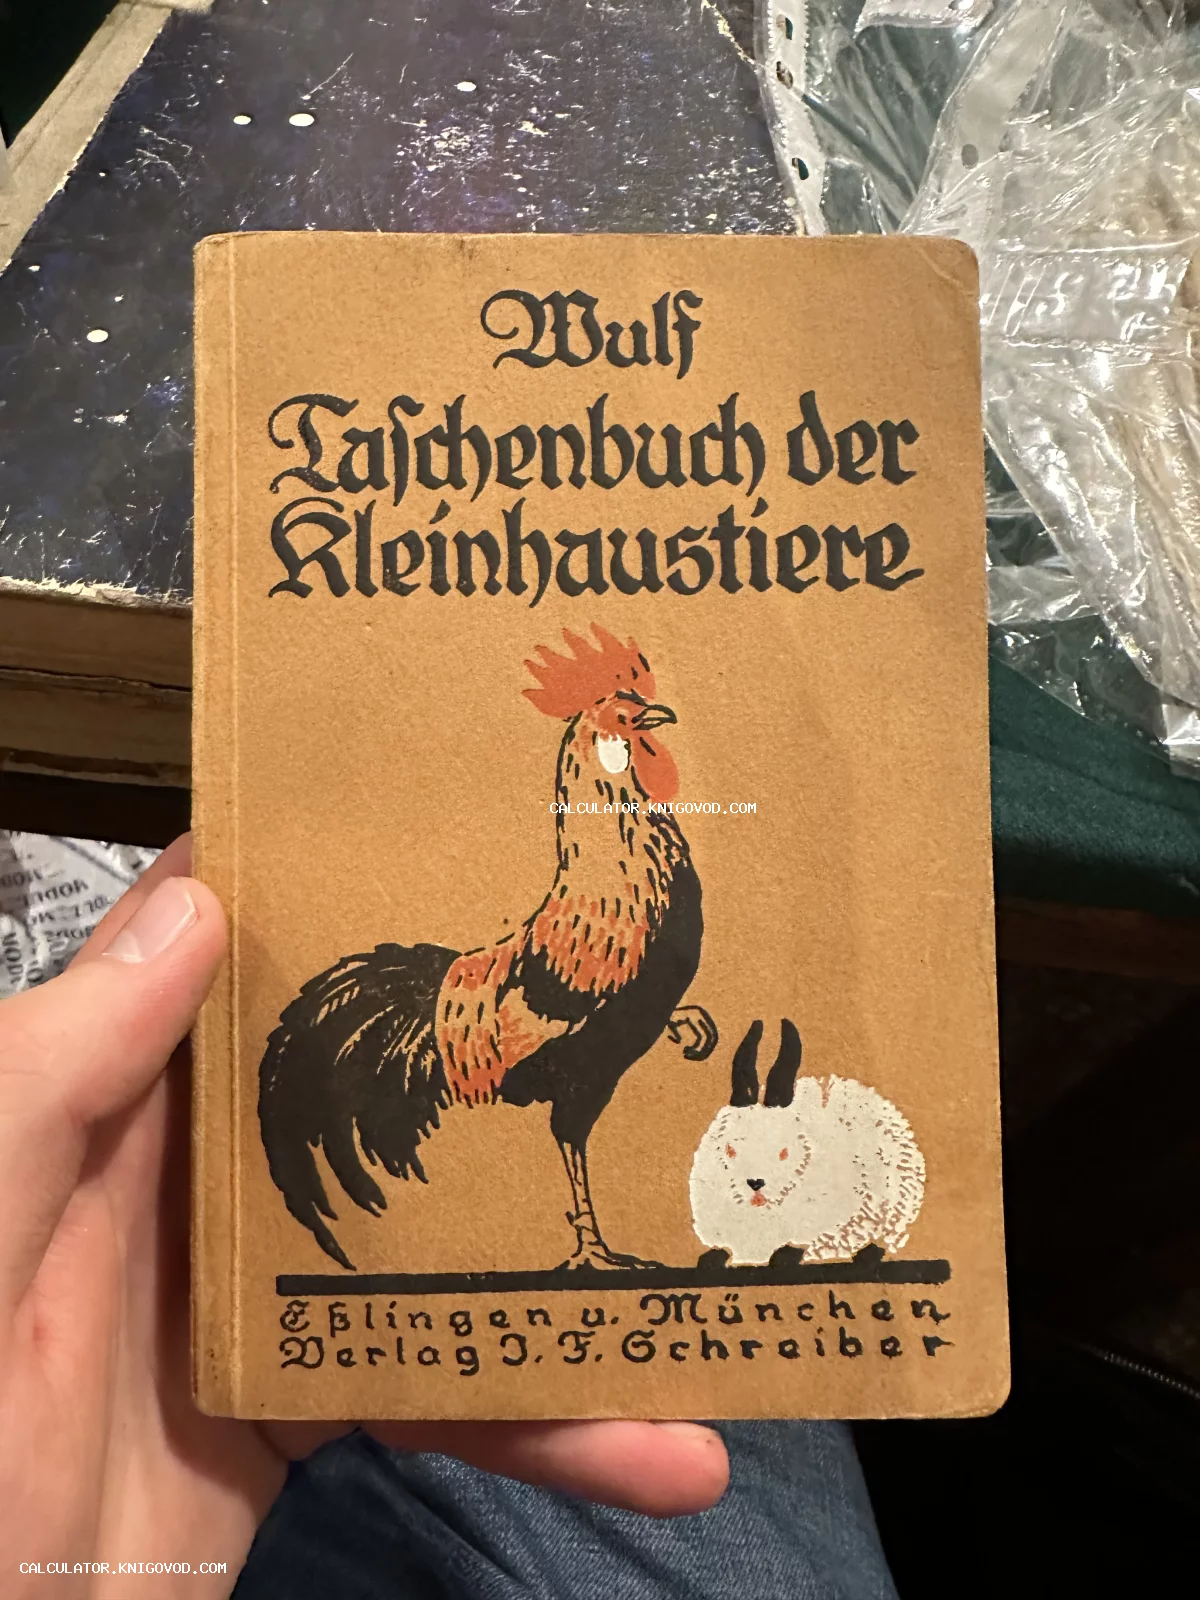 Wulf
Taschenbuch der
Kleinhaustiere
CALCULATOR.KNIGOVOD.COM
Eßlingen u. München
Verlag J. F. Schreiber
CALCULATOR.KNIGOVOD.COM